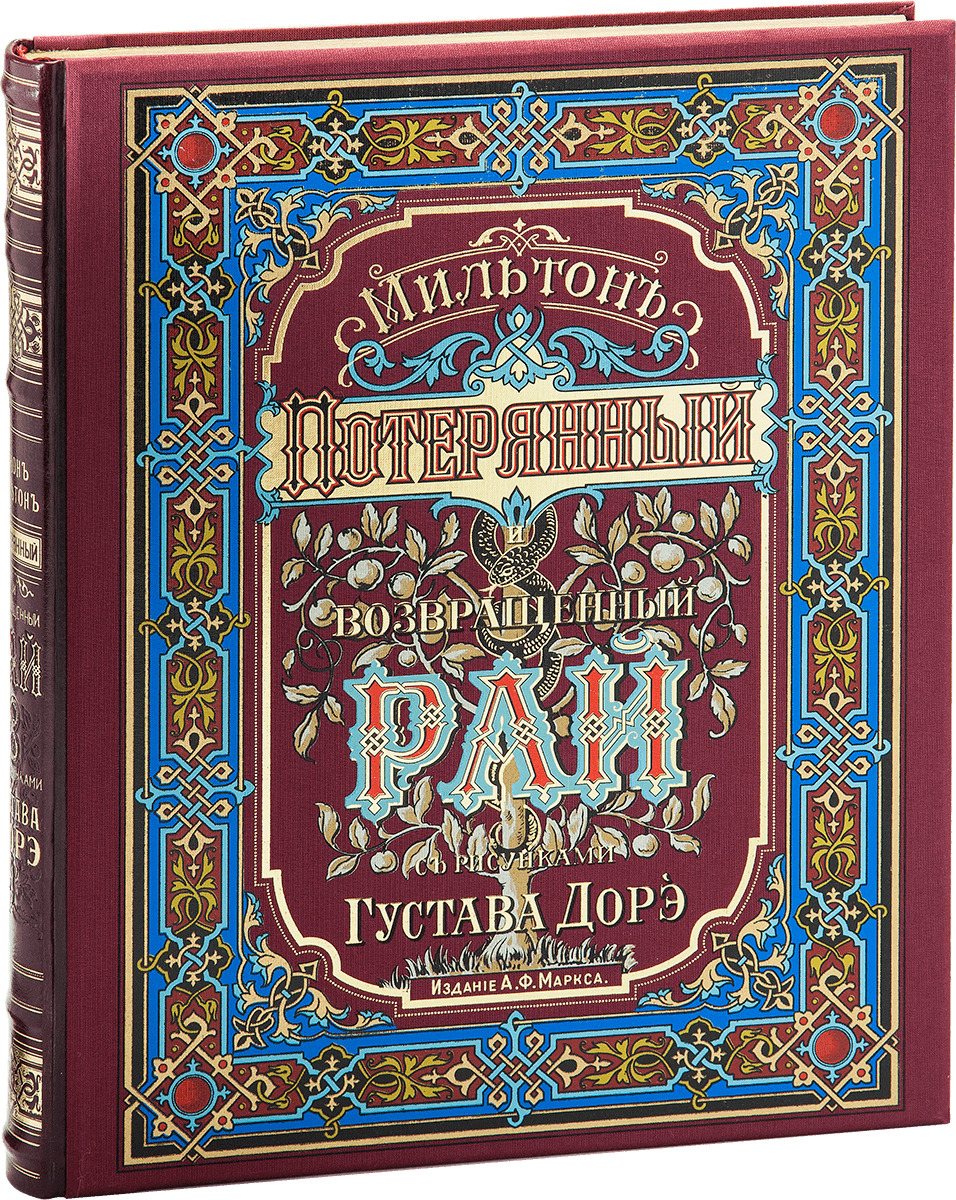 Мильтонъ
Потерянный
и
возвращенный
РАЙ
съ рисунками
Густава Дорэ̀
Изданіе А.Ф. Маркса.